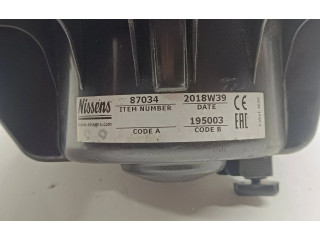 Nissens
87034
2018W39
ITEM NUMBER
DATE
195003
CODE A
CODE B
CE
EAC